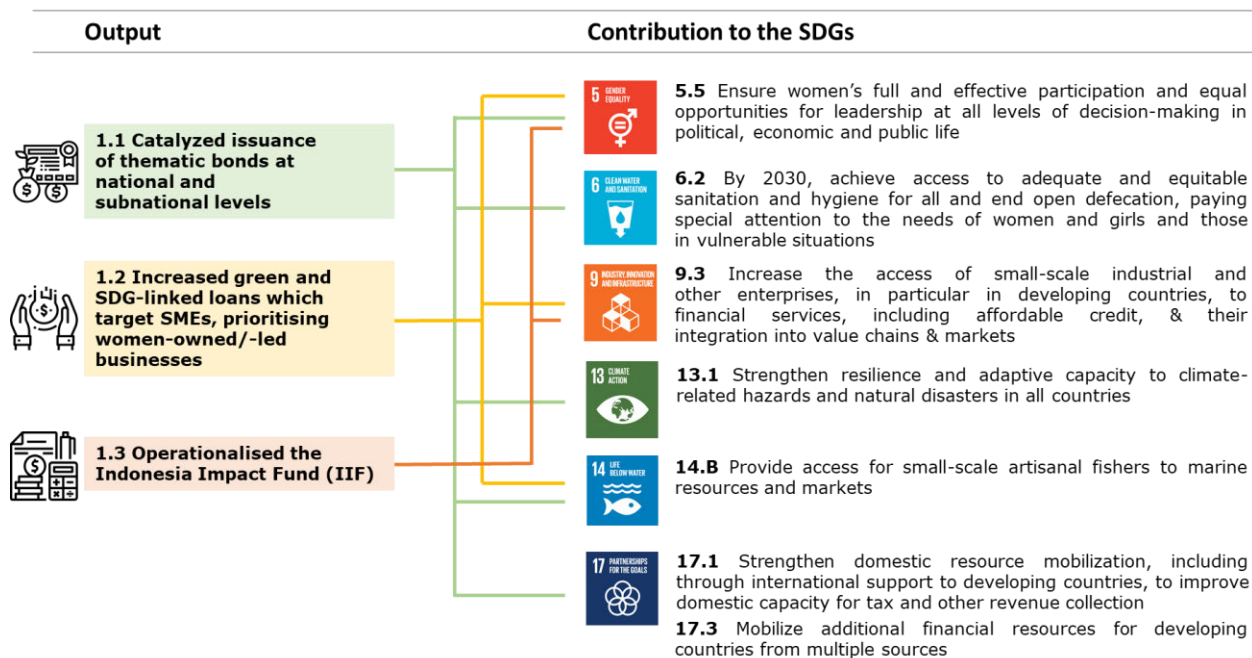 Output
Contribution to the SDGs
1.1 Catalyzed issuance
of thematic bonds at
national and
subnational levels
1.2 Increased green and
SDG-linked loans which
target SMEs, prioritising
women-owned/-led
businesses
1.3 Operationalised the
Indonesia Impact Fund (IIF)
5 GENDER
EQUALITY
5.5 Ensure women’s full and effective participation and equal
opportunities for leadership at all levels of decision-making in
political, economic and public life
6 CLEAN WATER
AND SANITATION
6.2 By 2030, achieve access to adequate and equitable
sanitation and hygiene for all and end open defecation, paying
special attention to the needs of women and girls and those
in vulnerable situations
9 INDUSTRY, INNOVATION
AND INFRASTRUCTURE
9.3 Increase the access of small-scale industrial and
other enterprises, in particular in developing countries, to
financial services, including affordable credit, & their
integration into value chains & markets
13 CLIMATE
ACTION
13.1 Strengthen resilience and adaptive capacity to climate-
related hazards and natural disasters in all countries
14 LIFE
BELOW WATER
14.B Provide access for small-scale artisanal fishers to marine
resources and markets
17 PARTNERSHIPS
FOR THE GOALS
17.1 Strengthen domestic resource mobilization, including
through international support to developing countries, to improve
domestic capacity for tax and other revenue collection
17.3 Mobilize additional financial resources for developing
countries from multiple sources